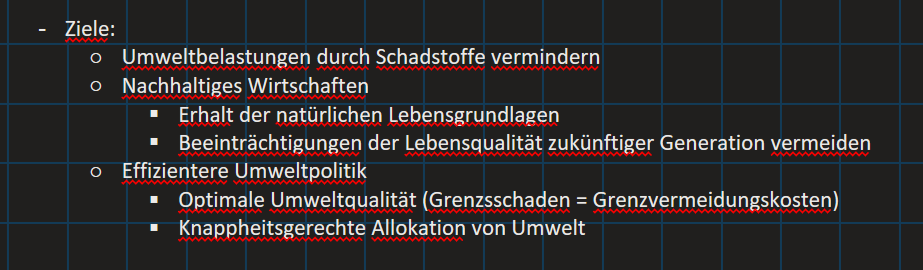 - Ziele:
o Umweltbelastungen durch Schadstoffe vermindern
o Nachhaltiges Wirtschaften
▪ Erhalt der natürlichen Lebensgrundlagen
▪ Beeinträchtigungen der Lebensqualität zukünftiger Generation vermeiden
o Effizientere Umweltpolitik
▪ Optimale Umweltqualität (Grenzsschaden = Grenzvermeidungskosten)
▪ Knappheitsgerechte Allokation von Umwelt